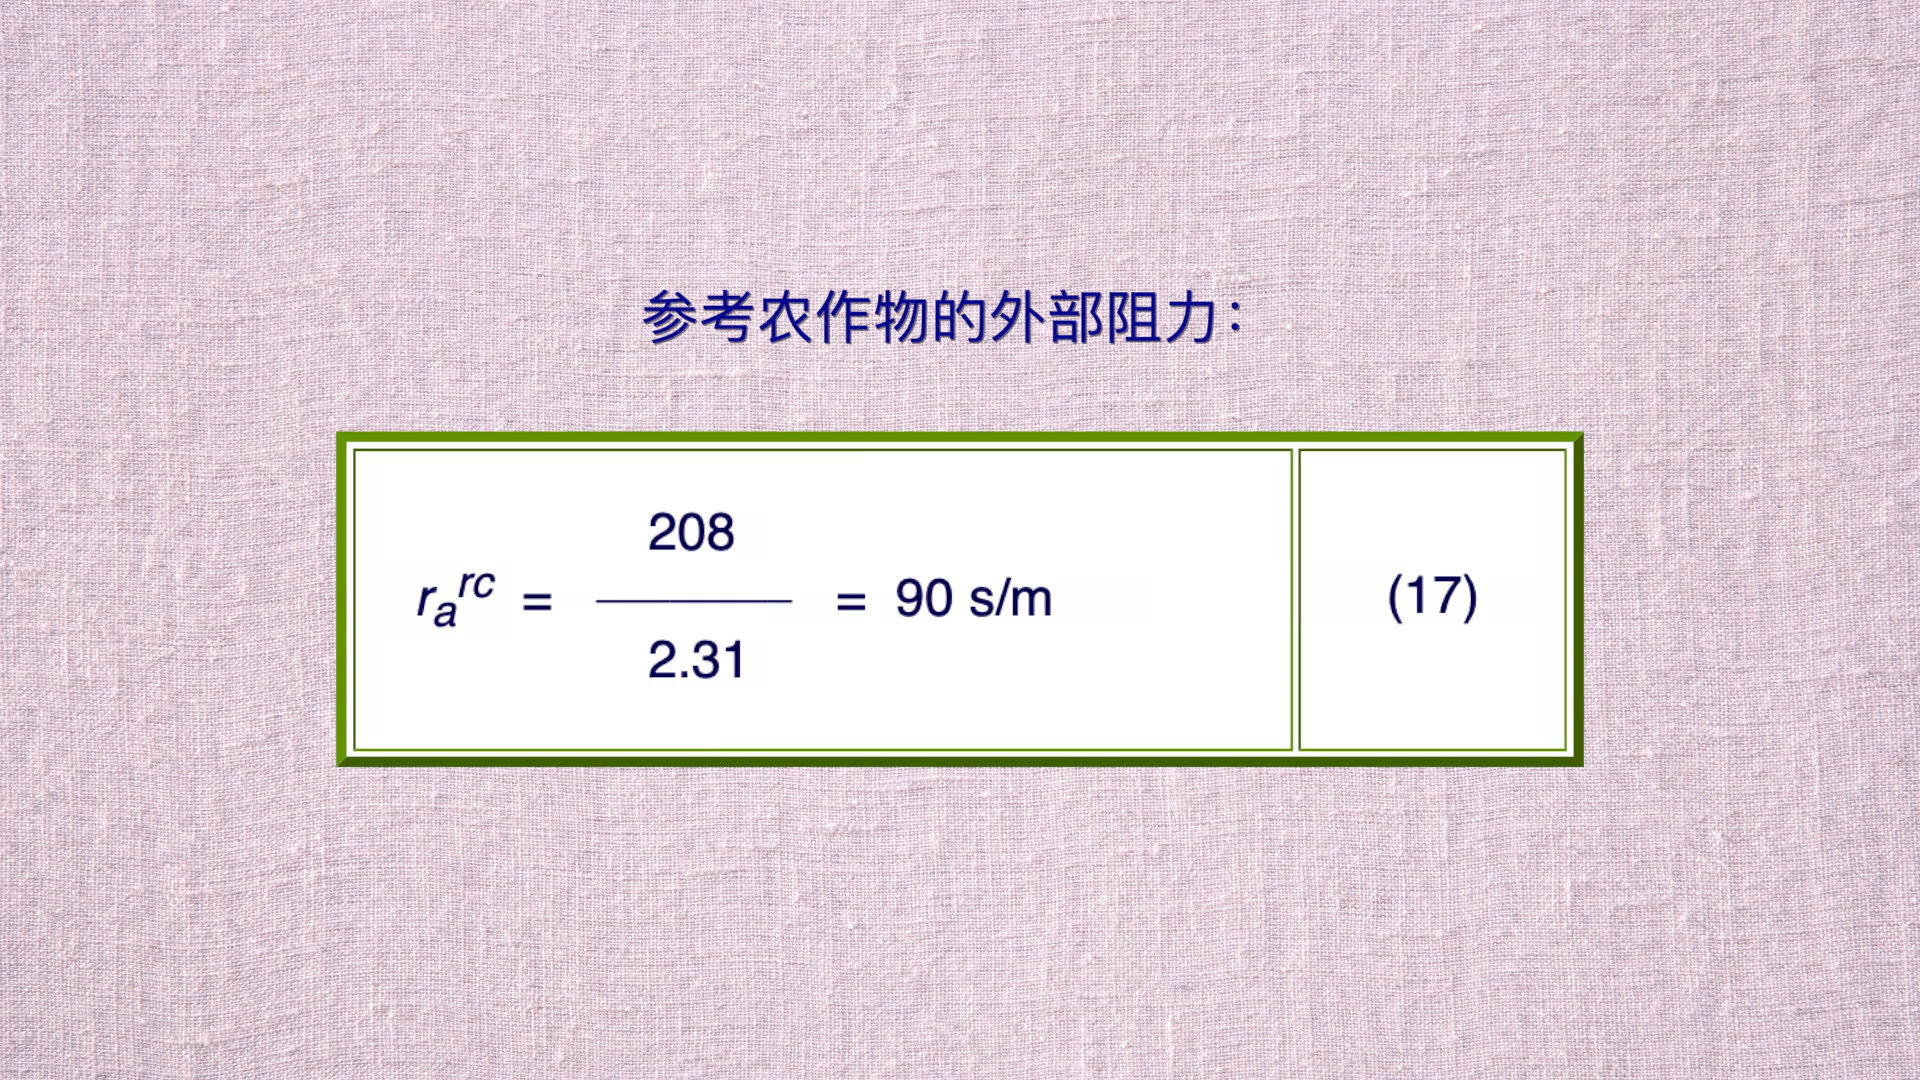 参考农作物的外部阻力：
208
r_a^rc = ——— = 90 s/m (17)
2.31